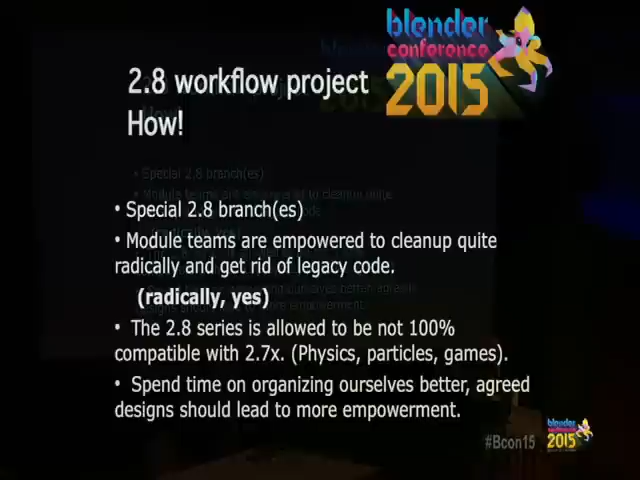 blender
conference
2015
2.8 workflow project
How!
• Special 2.8 branch(es)
• Module teams are empowered to cleanup quite
radically and get rid of legacy code.
(radically, yes)
• The 2.8 series is allowed to be not 100%
compatible with 2.7x. (Physics, particles, games).
• Spend time on organizing ourselves better, agreed
designs should lead to more empowerment.
#Bcon15
blender
conference
2015